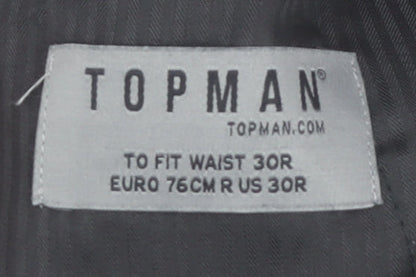 TOPMAN®
TOPMAN.COM
TO FIT WAIST 30R
EURO 76CM R US 30R